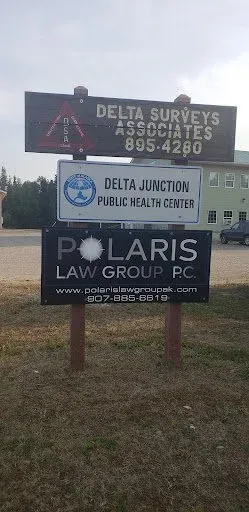 DSA
DELTA SURVEYS
ASSOCIATES
895-4280
DELTA JUNCTION
PUBLIC HEALTH CENTER
POLARIS
LAW GROUP P.C.
www.polarislawgroupak.com
907-885-6619